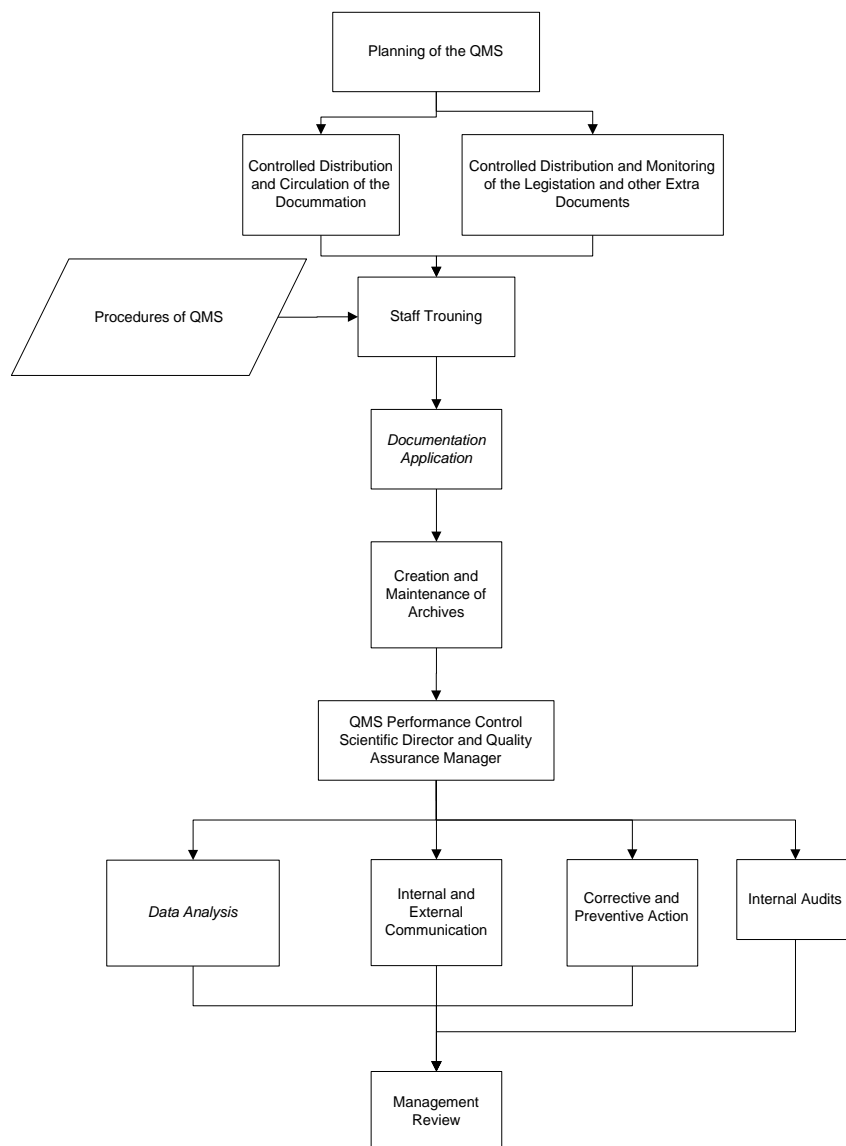 Planning of the QMS
Controlled Distribution
and Circulation of the
Docummation
Controlled Distribution and Monitoring
of the Legistation and other Extra
Documents
Procedures of QMS
Staff Trouning
Documentation
Application
Creation and
Maintenance of
Archives
QMS Performance Control
Scientific Director and Quality
Assurance Manager
Data Analysis
Internal and
External
Communication
Corrective and
Preventive Action
Internal Audits
Management
Review